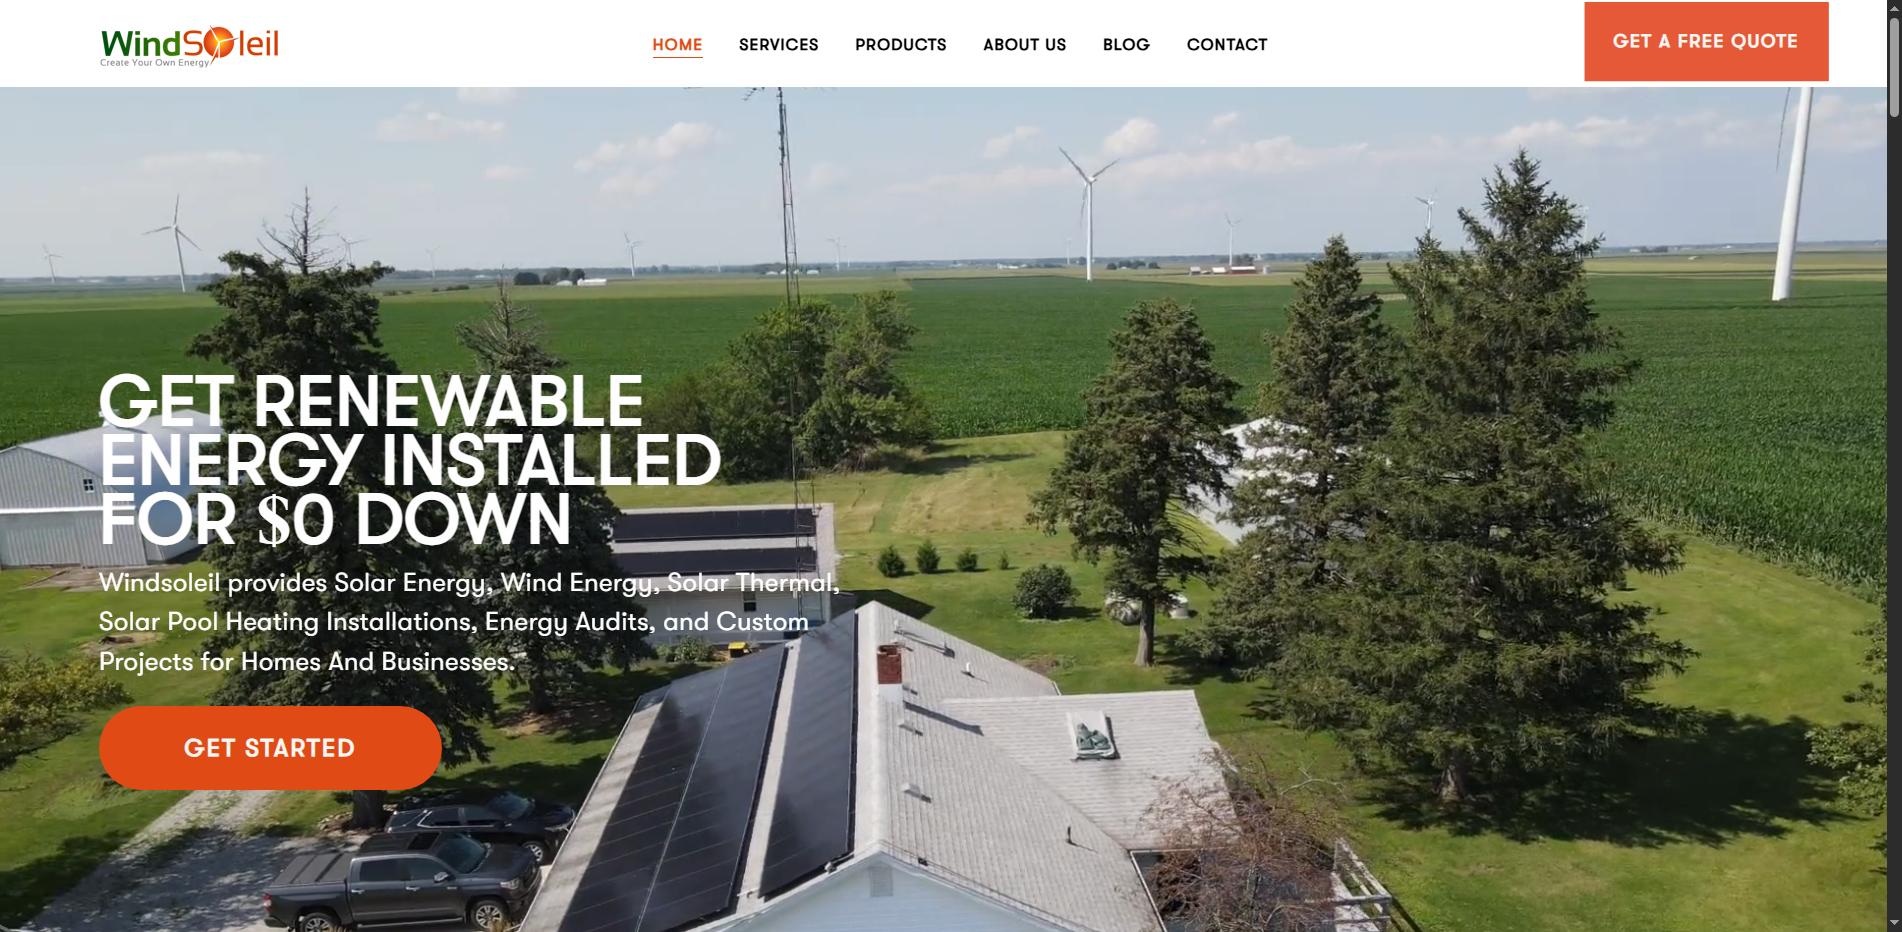 WindSoleil
Create Your Own Energy
HOME
SERVICES
PRODUCTS
ABOUT US
BLOG
CONTACT
GET A FREE QUOTE
GET RENEWABLE
ENERGY INSTALLED
FOR $0 DOWN
Windsoleil provides Solar Energy, Wind Energy, Solar Thermal,
Solar Pool Heating Installations, Energy Audits, and Custom
Projects for Homes And Businesses.
GET STARTED